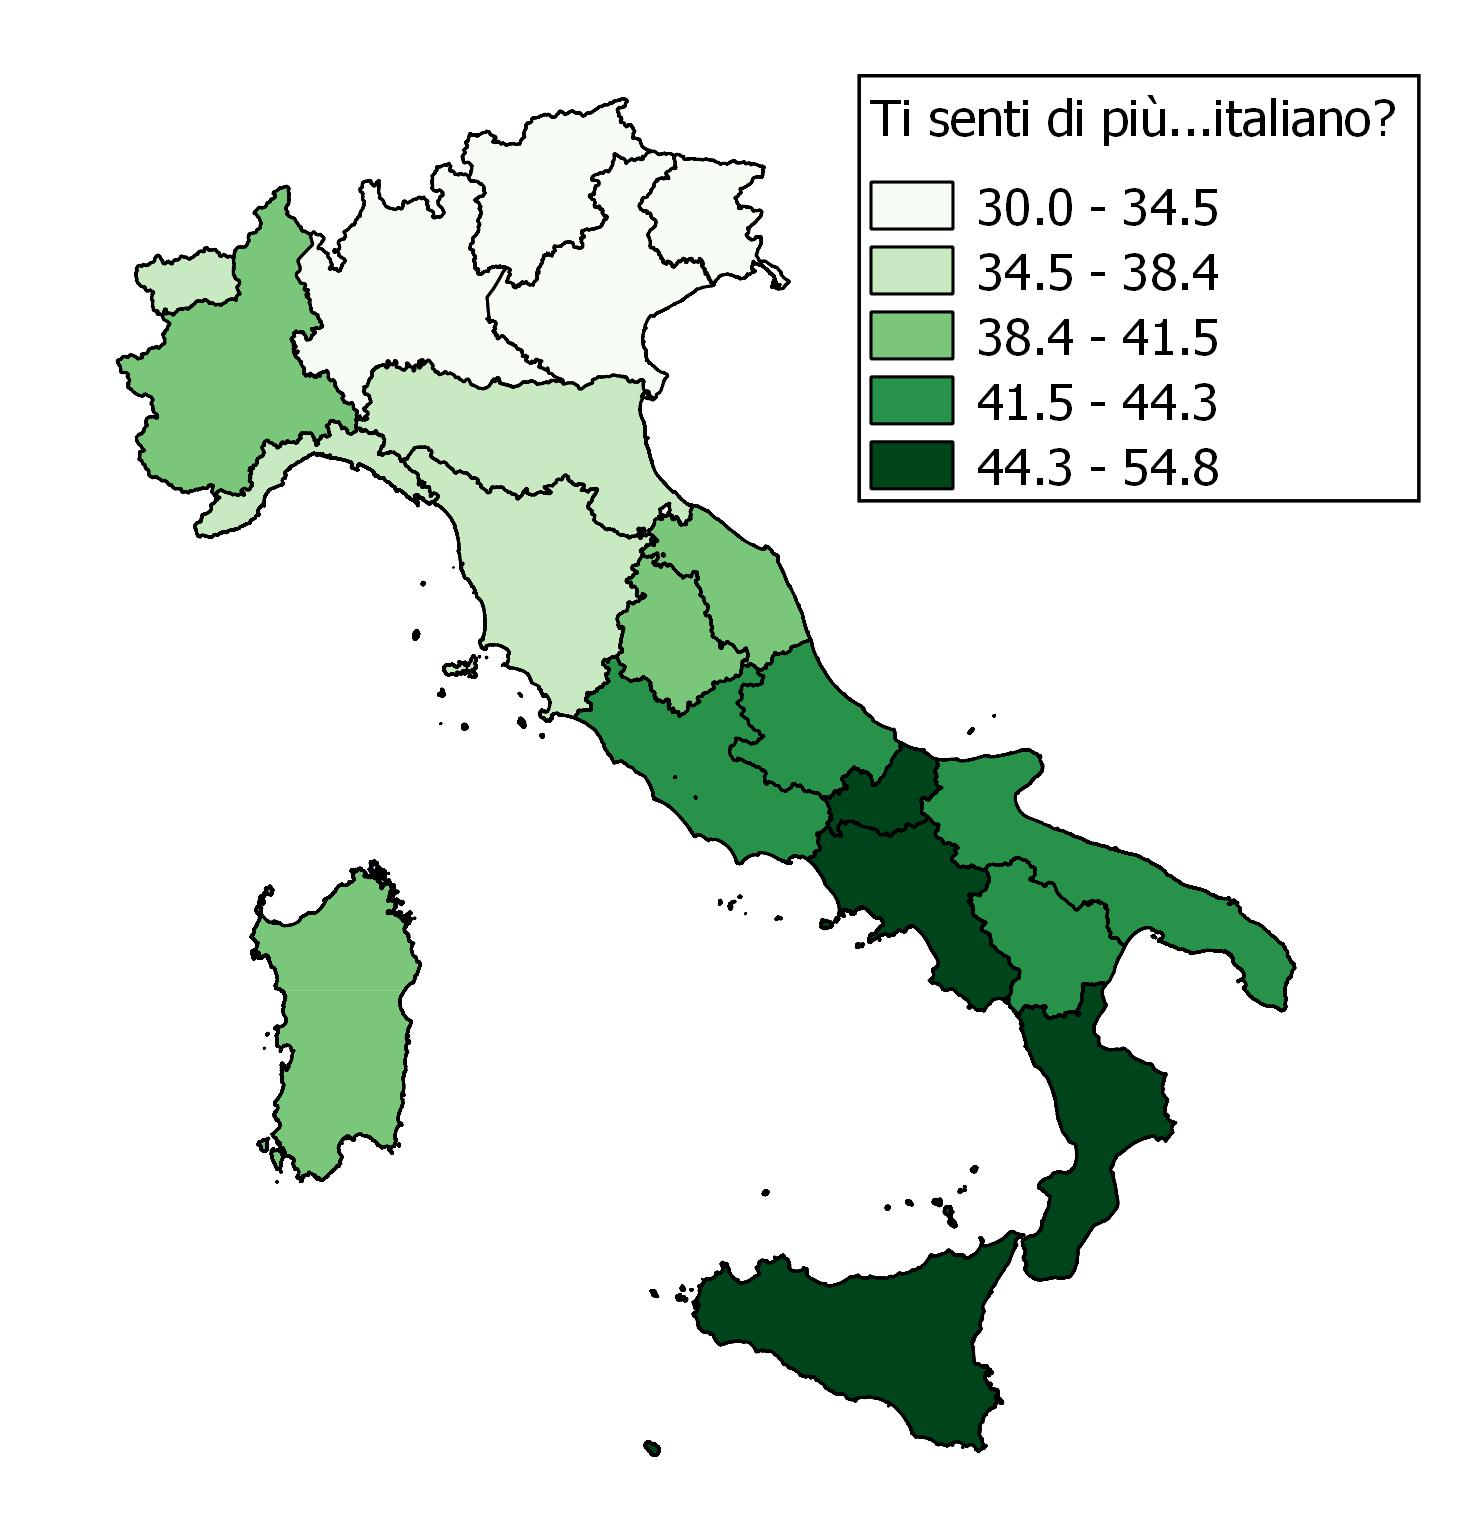 Ti senti di più...italiano?
30.0 - 34.5
34.5 - 38.4
38.4 - 41.5
41.5 - 44.3
44.3 - 54.8